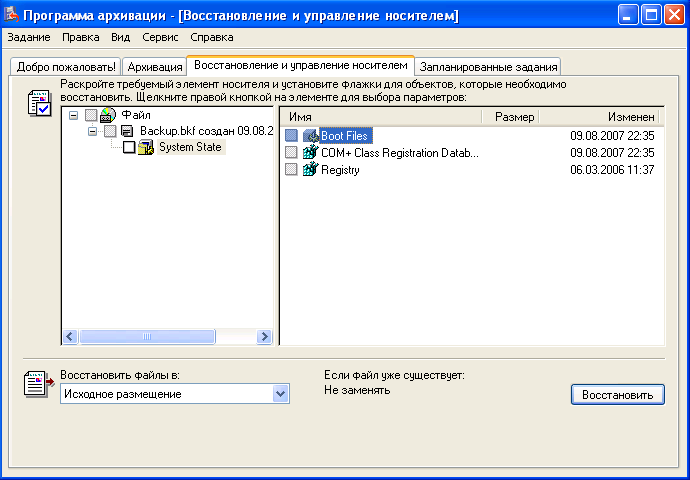 Программа архивации - [Восстановление и управление носителем]
Задание Правка Вид Сервис Справка
Добро пожаловать! Архивация Восстановление и управление носителем Запланированные задания
Раскройте требуемый элемент носителя и установите флажки для объектов, которые необходимо
восстановить. Щелкните правой кнопкой на элементе для выбора параметров:
Файл
Backup.bkf создан 09.08.2
System State
Имя Размер Изменен
Boot Files 09.08.2007 22:35
COM+ Class Registration Datab... 09.08.2007 22:35
Registry 06.03.2006 11:37
Восстановить файлы в: Если файл уже существует:
Исходное размещение Не заменять Восстановить